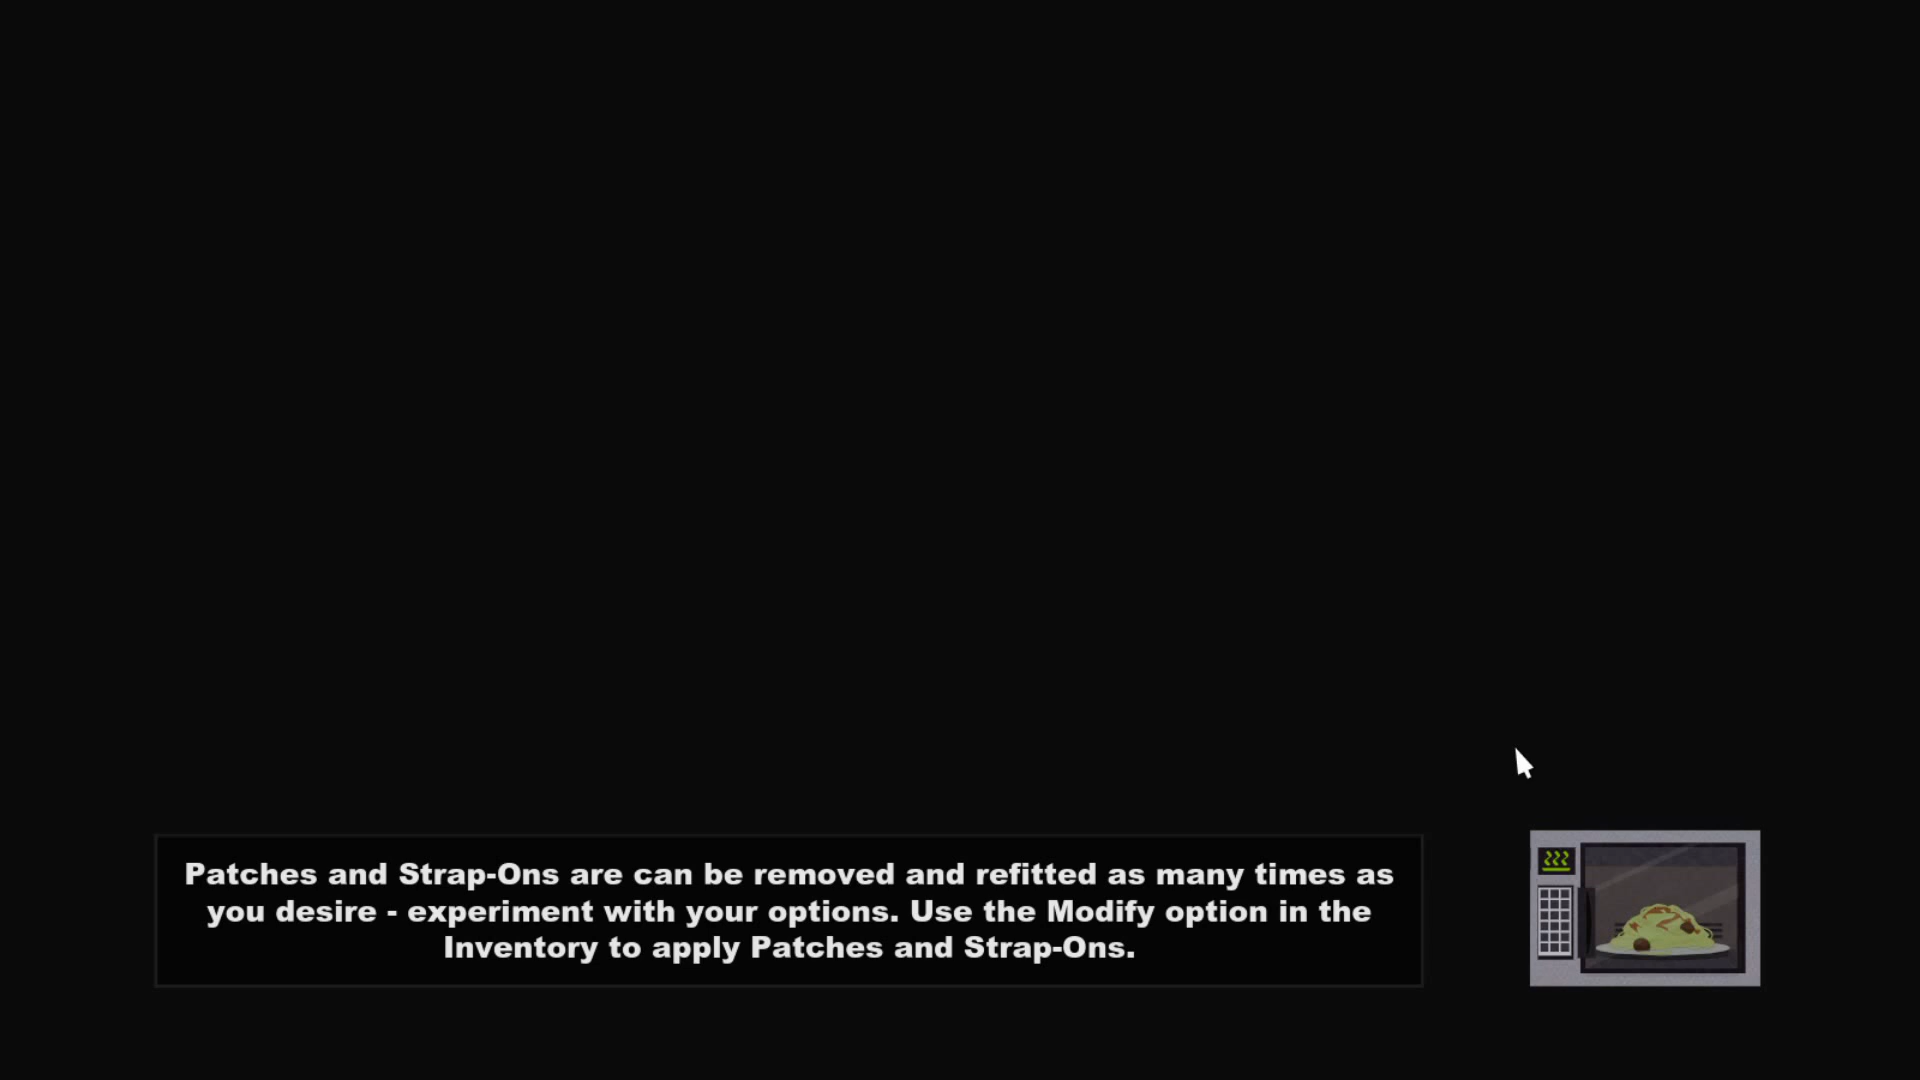 Patches and Strap-Ons are can be removed and refitted as many times as
you desire - experiment with your options. Use the Modify option in the
Inventory to apply Patches and Strap-Ons.